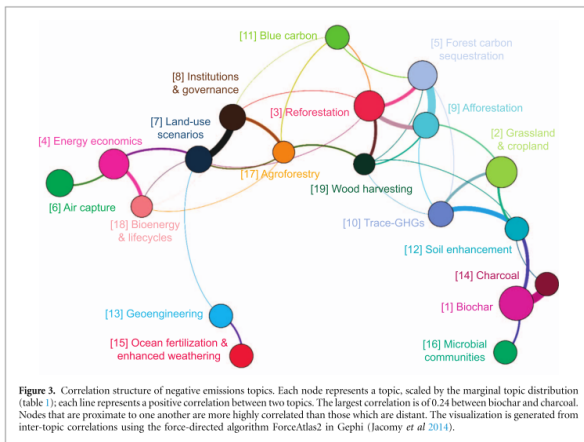 [11] Blue carbon
[5] Forest carbon
sequestration
[8] Institutions
& governance
[3] Reforestation
[9] Afforestation
[7] Land-use
scenarios
[4] Energy economics
[2] Grassland
& cropland
[17] Agroforestry
[19] Wood harvesting
[6] Air capture
[18] Bioenergy
& lifecycles
[10] Trace-GHGs
[12] Soil enhancement
[14] Charcoal
[13] Geoengineering
[1] Biochar
[15] Ocean fertilization &
enhanced weathering
[16] Microbial
communities
Figure 3. Correlation structure of negative emissions topics. Each node represents a topic, scaled by the marginal topic distribution
(table 1); each line represents a positive correlation between two topics. The largest correlation is of 0.24 between biochar and charcoal.
Nodes that are proximate to one another are more highly correlated than those which are distant. The visualization is generated from
inter-topic correlations using the force-directed algorithm ForceAtlas2 in Gephi (Jacomy et al 2014).